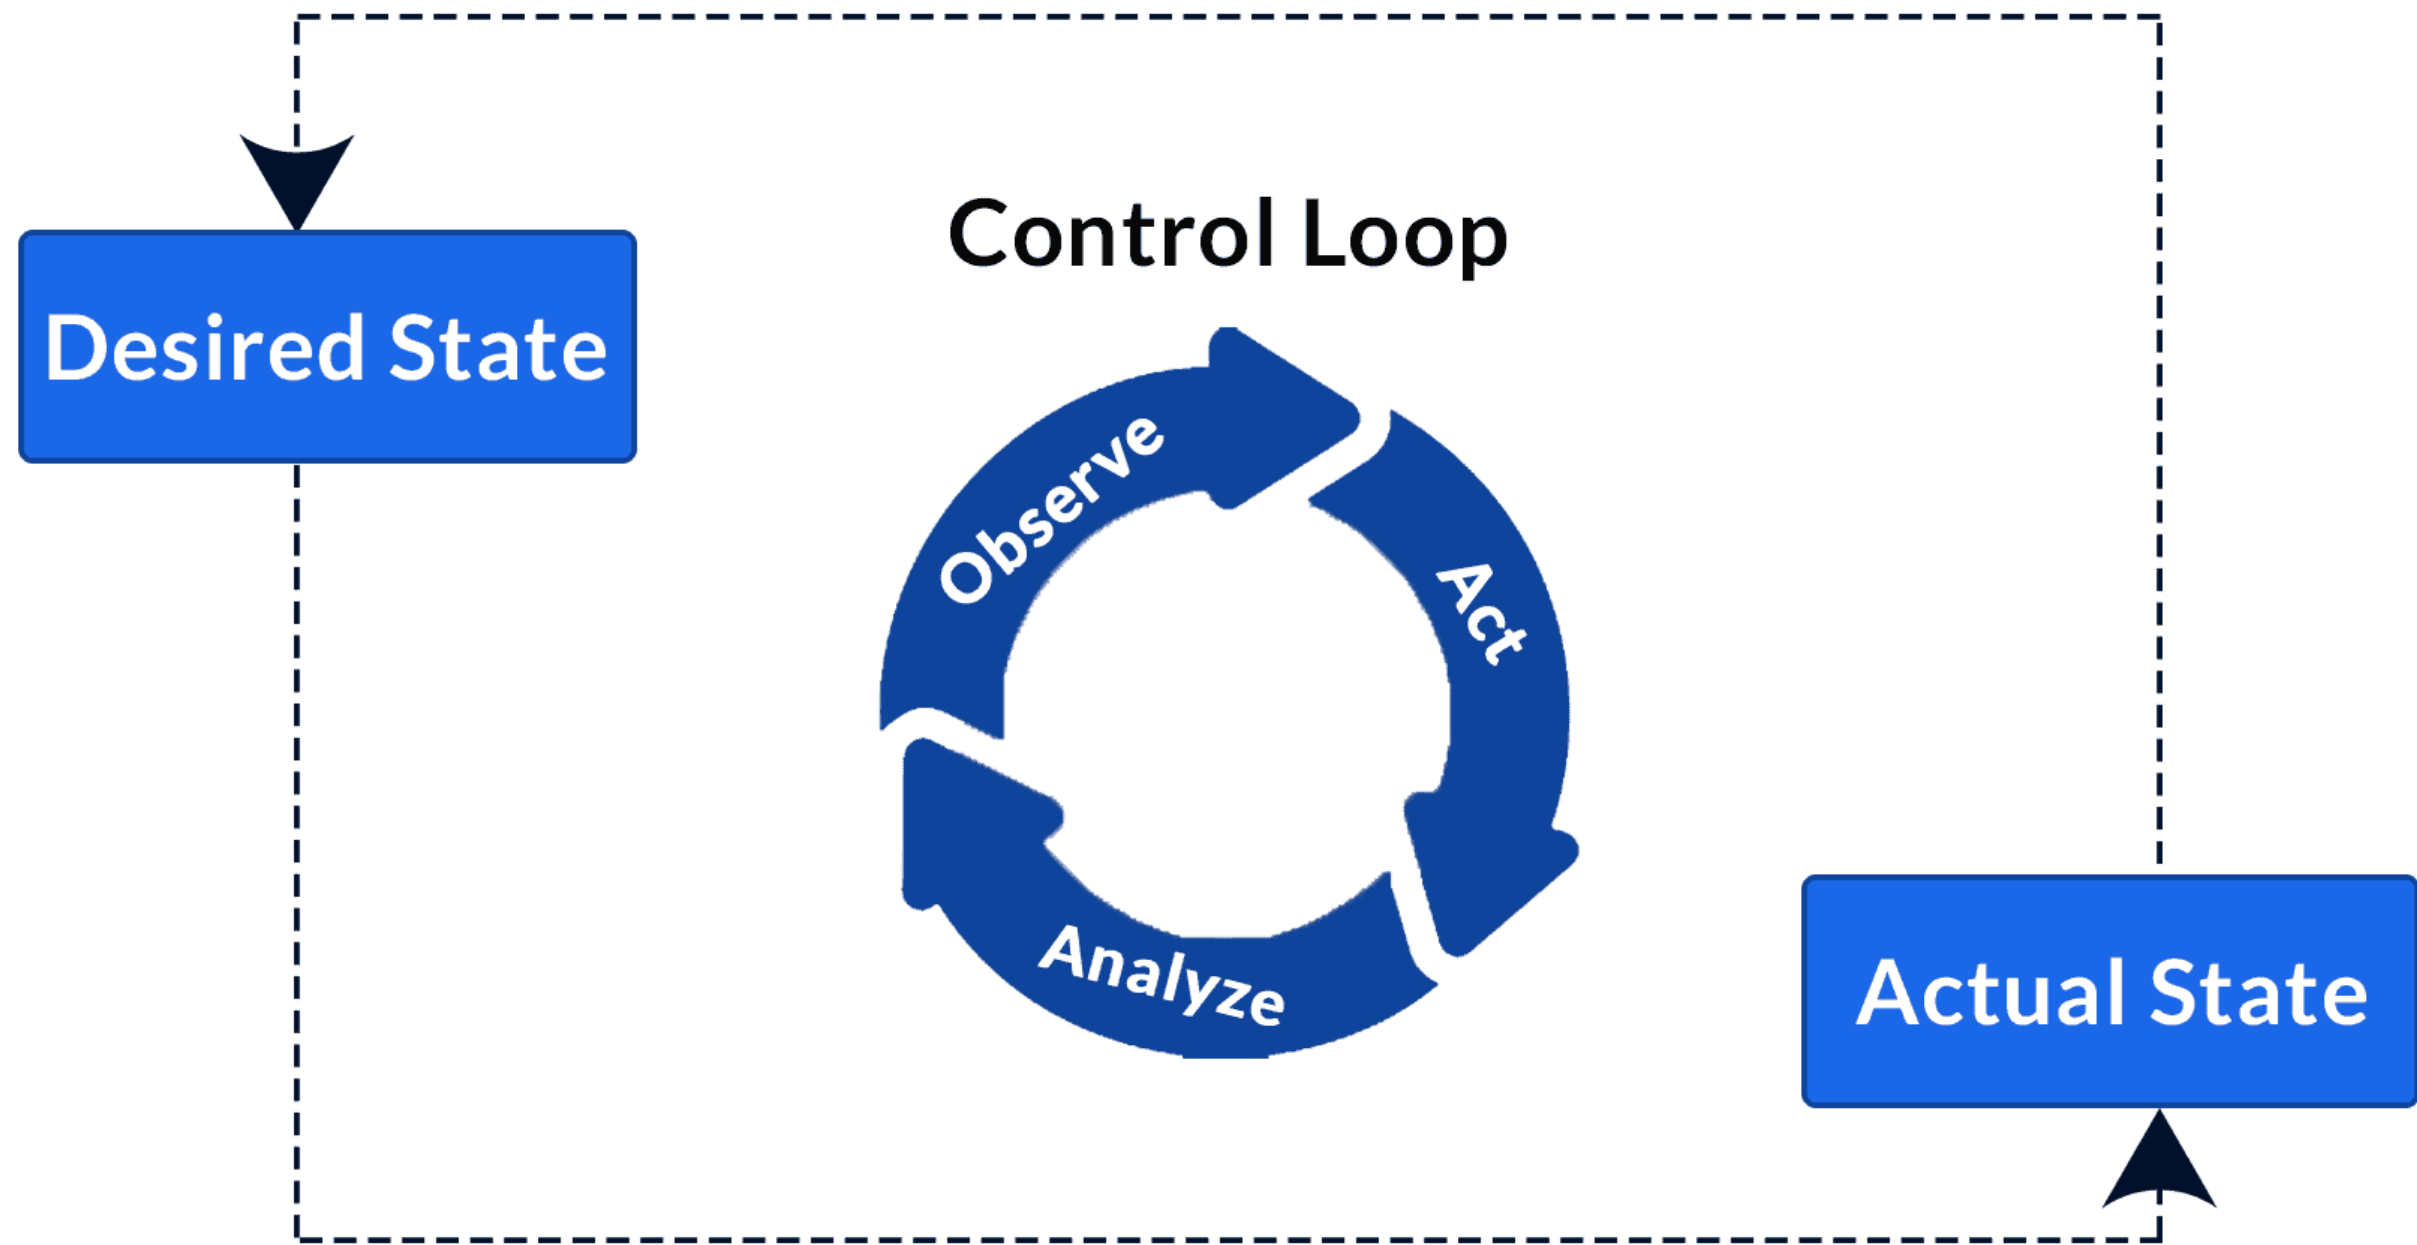 Control Loop
Desired State
Observe
Act
Analyze
Actual State